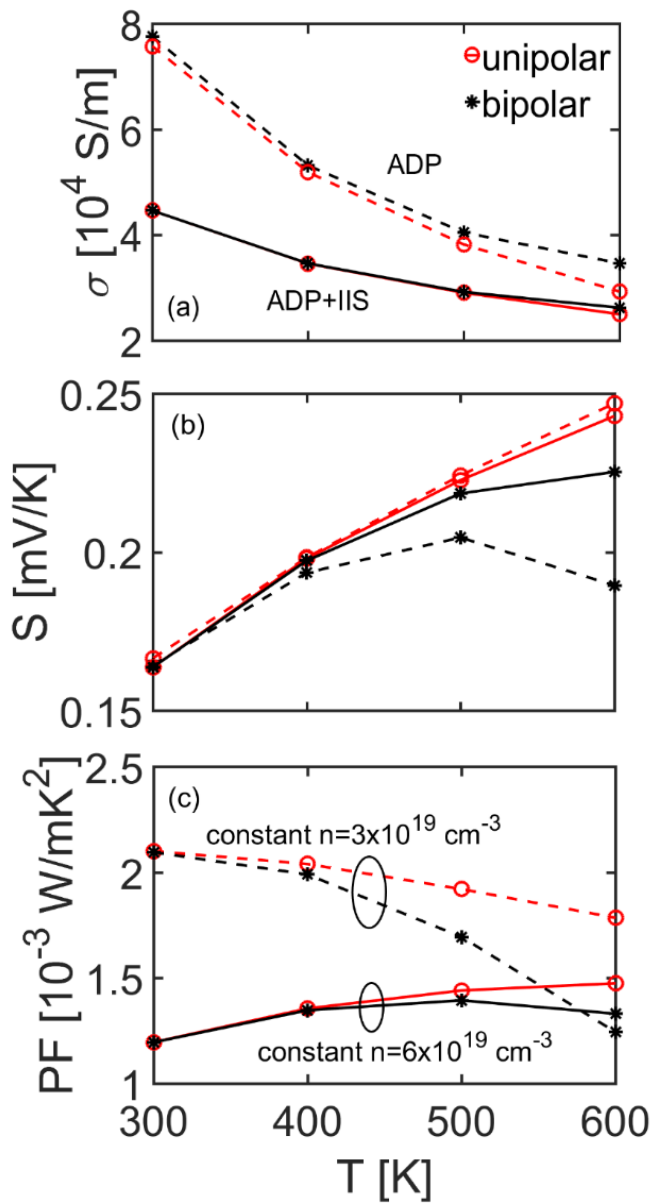 8
unipolar
bipolar
6
ADP
σ [10⁴ S/m]
4
ADP+IIS
(a)
2
0.25
(b)
0.2
S [mV/K]
0.15
2.5
(c)
constant n=3x10¹⁹ cm⁻³
2
PF [10⁻³ W/mK²]
1.5
constant n=6x10¹⁹ cm⁻³
1
300 400 500 600
T [K]